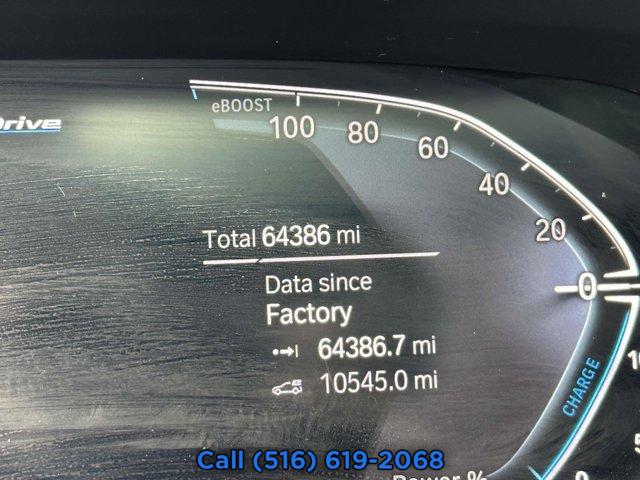 eBOOST
100 80 60 40 20 0
Total 64386 mi
Data since
Factory
64386.7 mi
10545.0 mi
CHARGE
Call (516) 619-2068
Power %